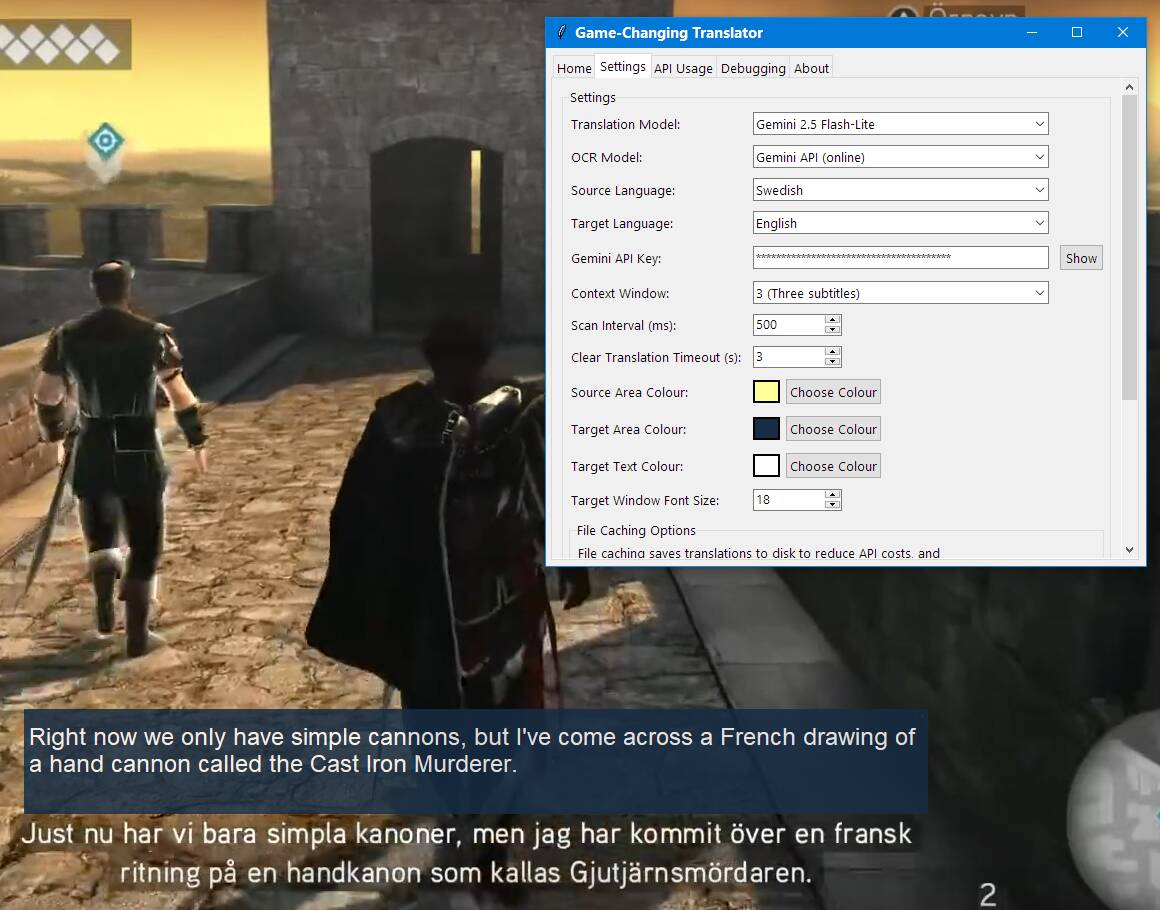 Game-Changing Translator
Home Settings API Usage Debugging About
Settings
Translation Model: Gemini 2.5 Flash-Lite
OCR Model: Gemini API (online)
Source Language: Swedish
Target Language: English
Gemini API Key: *************************************** Show
Context Window: 3 (Three subtitles)
Scan Interval (ms): 500
Clear Translation Timeout (s): 3
Source Area Colour: Choose Colour
Target Area Colour: Choose Colour
Target Text Colour: Choose Colour
Target Window Font Size: 18
File Caching Options
File caching saves translations to disk to reduce API costs, and
Right now we only have simple cannons, but I've come across a French drawing of
a hand cannon called the Cast Iron Murderer.
Just nu har vi bara simpla kanoner, men jag har kommit över en fransk
ritning på en handkanon som kallas Gjutjärnsmördaren.
2